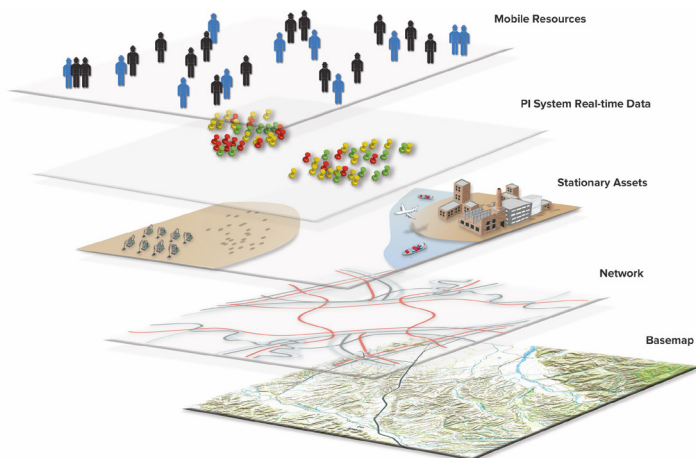 Mobile Resources
PI System Real-time Data
Stationary Assets
Network
Basemap